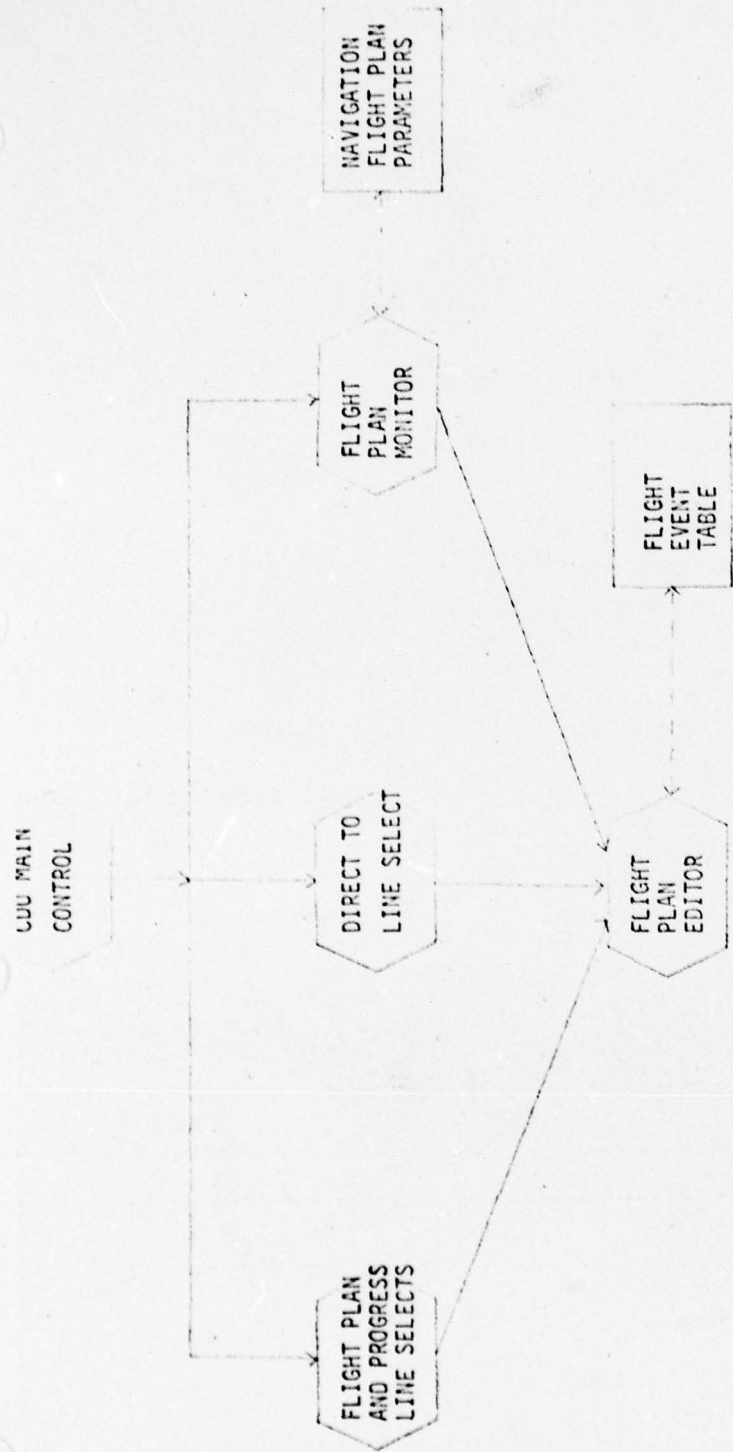 CDU MAIN
CONTROL
FLIGHT PLAN
AND PROGRESS
LINE SELECTS
DIRECT TO
LINE SELECT
FLIGHT
PLAN
MONITOR
NAVIGATION
FLIGHT PLAN
PARAMETERS
FLIGHT
PLAN
EDITOR
FLIGHT
EVENT
TABLE